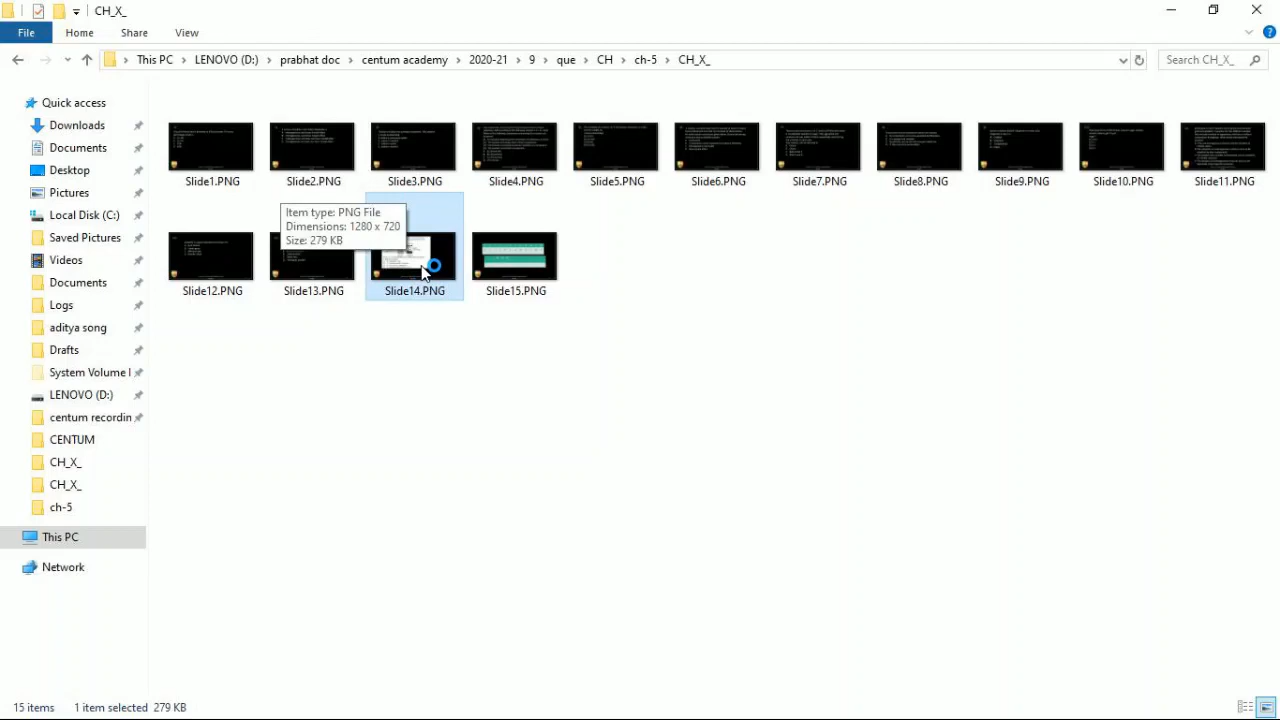 CH_X_
File Home Share View
This PC LENOVO (D:) prabhat doc centum academy 2020-21 9 que CH ch-5 CH_X_
Search CH_X_
Quick access
Downloads
Documen
Desktop
Pictures
Local Disk (C:)
Saved Pictures
Videos
Documents
Logs
aditya song
Drafts
System Volume I
LENOVO (D:)
centum recordin
CENTUM
CH_X_
CH_X_
ch-5
This PC
Network
Slide1.PNG Slide2.PNG Slide3.PNG Slide4.PNG Slide5.PNG Slide6.PNG Slide7.PNG Slide8.PNG Slide9.PNG Slide10.PNG Slide11.PNG
Item type: PNG File
Dimensions: 1280 x 720
Size: 279 KB
Slide12.PNG Slide13.PNG Slide14.PNG Slide15.PNG
15 items 1 item selected 279 KB